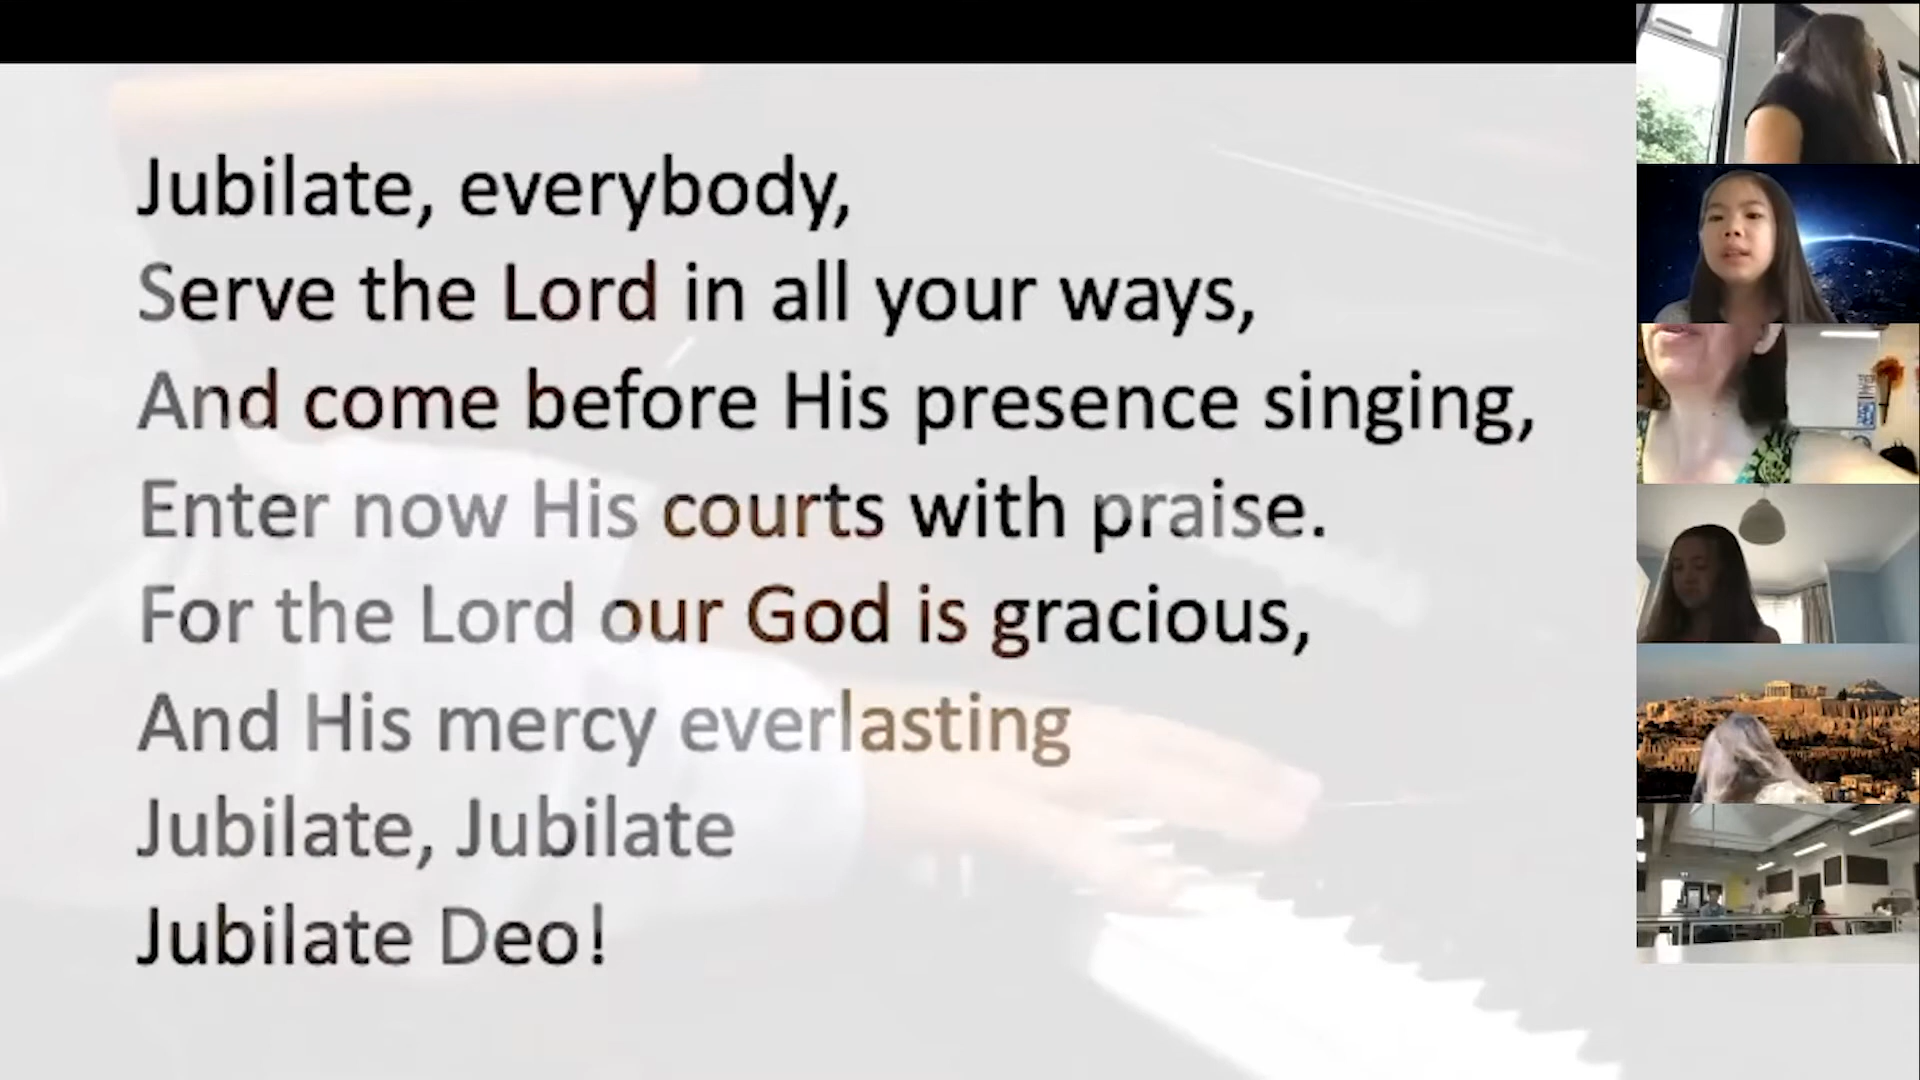 Jubilate, everybody,
Serve the Lord in all your ways,
And come before His presence singing,
Enter now His courts with praise.
For the Lord our God is gracious,
And His mercy everlasting
Jubilate, Jubilate
Jubilate Deo!